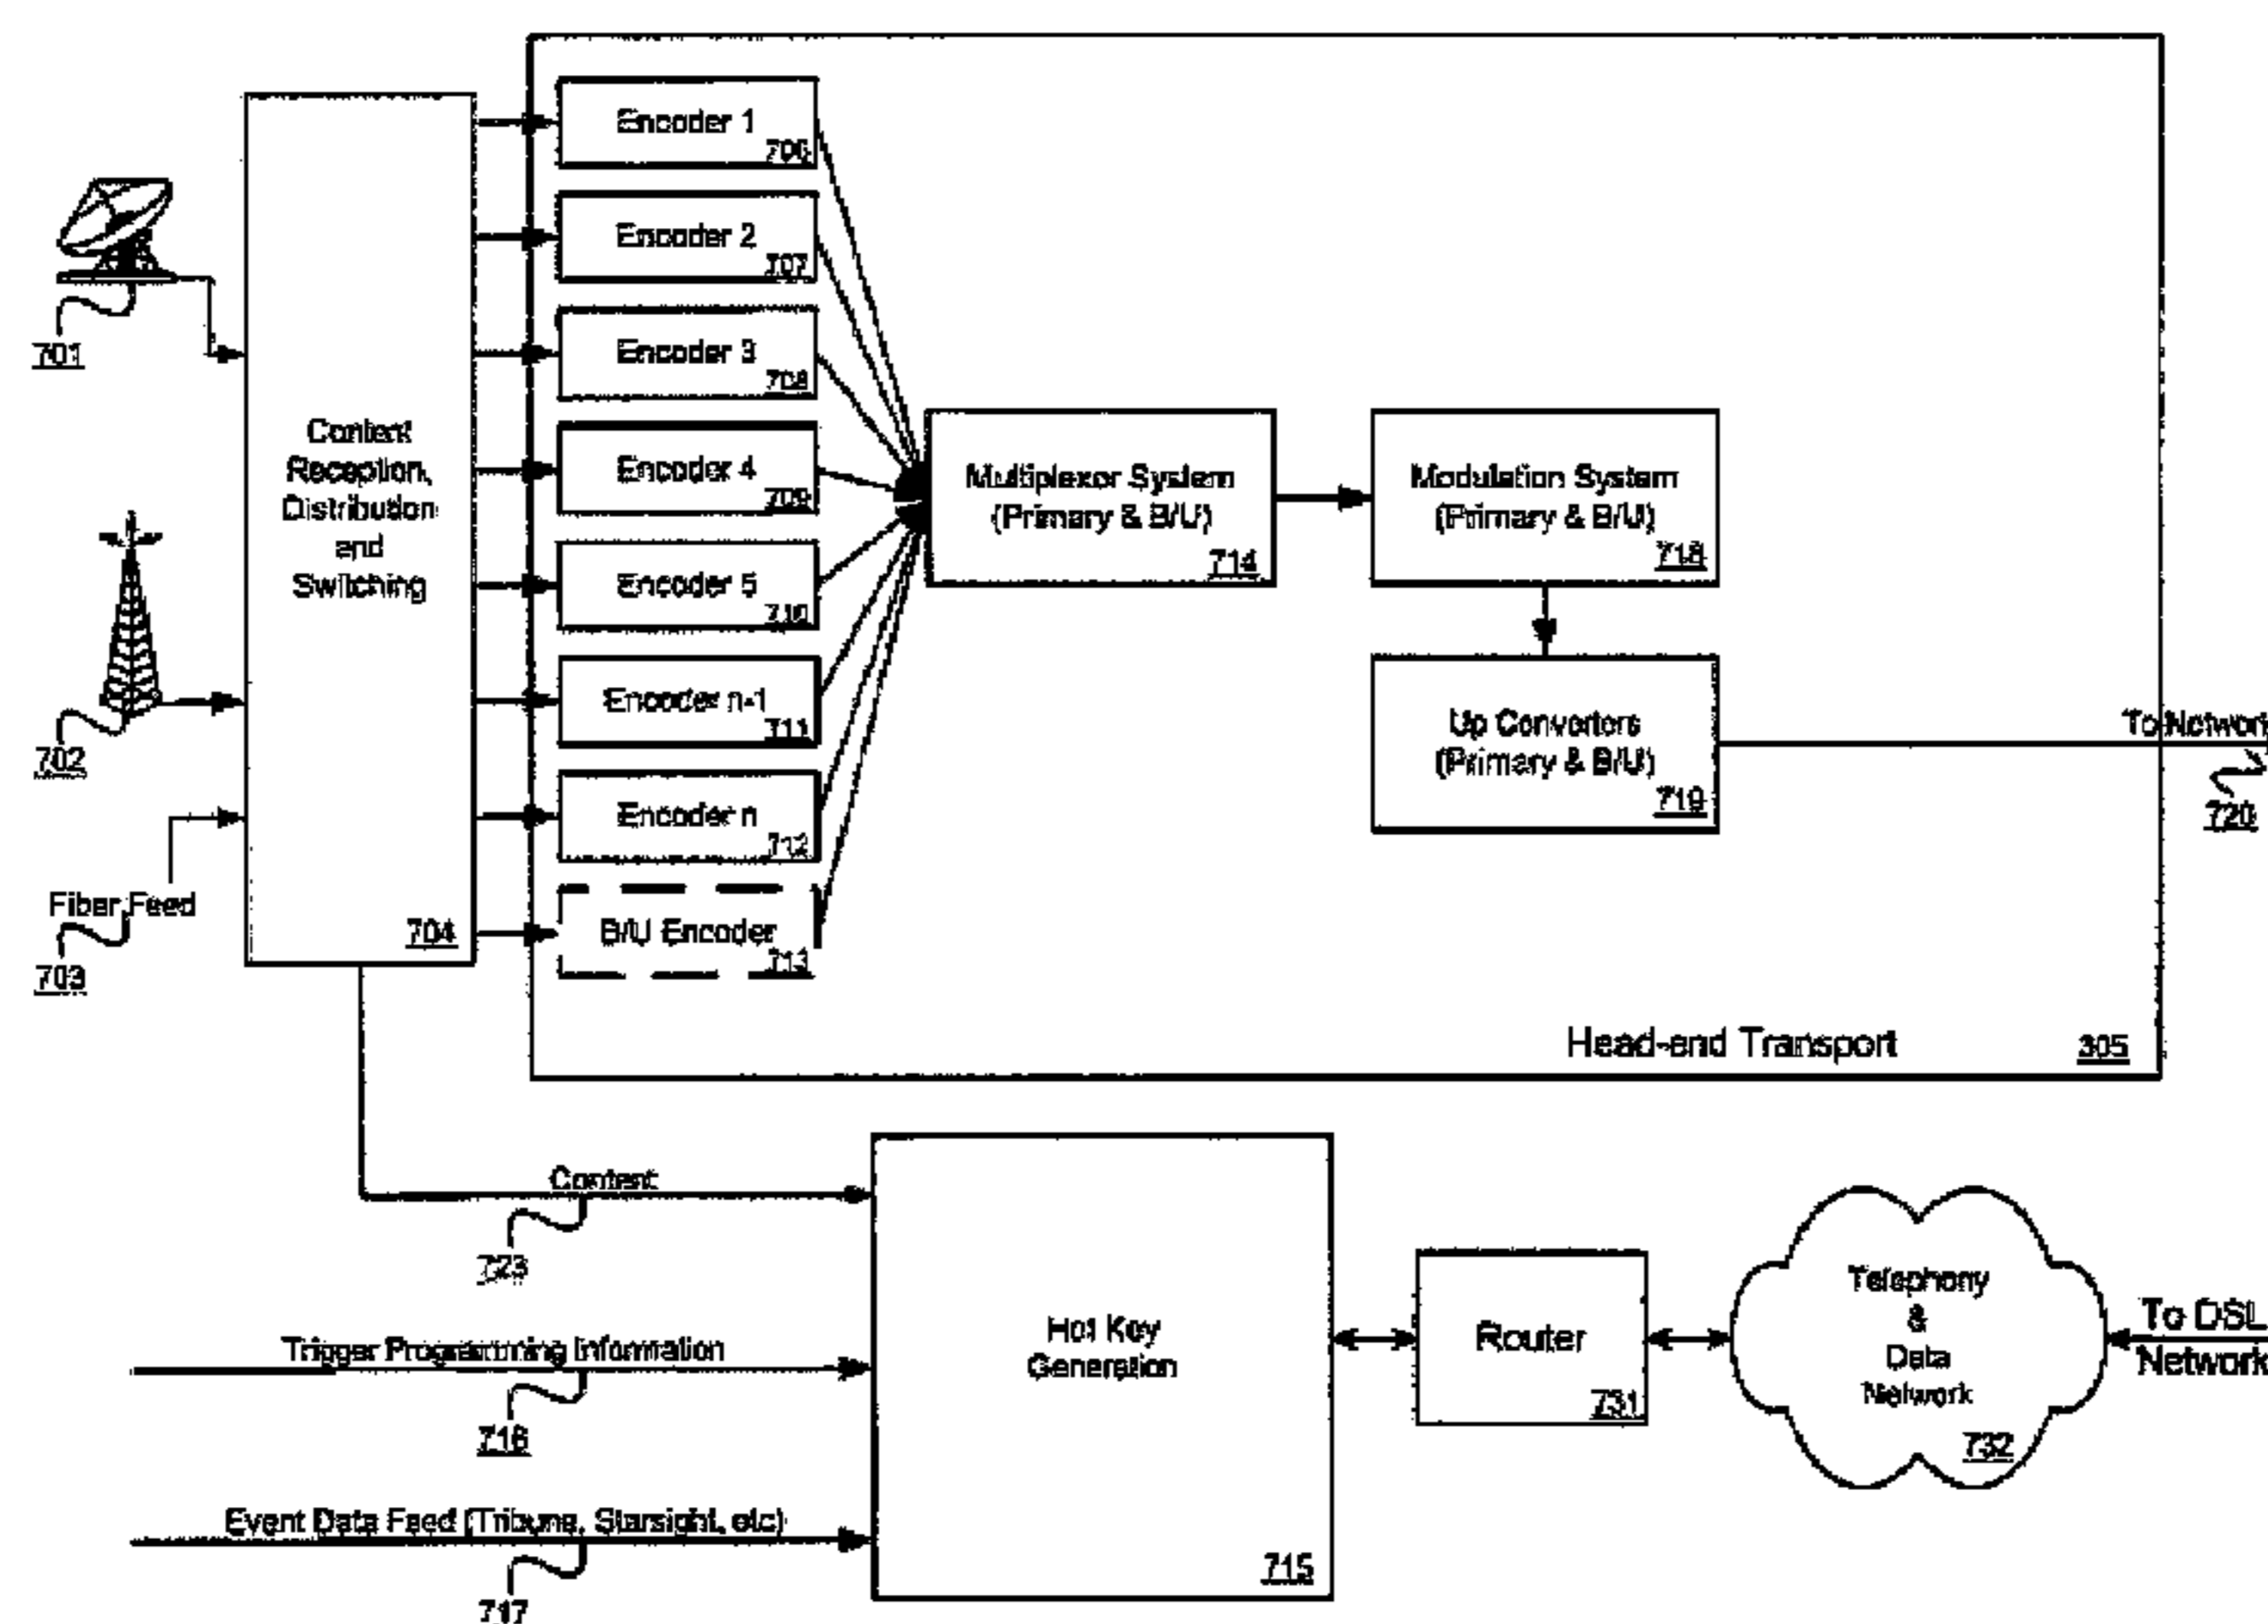 Encoder 1
706
Encoder 2
707
Encoder 3
708
Encoder 4
709
Encoder 5
710
Encoder n-1
711
Encoder n
712
B/U Encoder
713
701
702
Fiber Feed
703
Content
Reception,
Distribution
and
Switching
704
Multiplexor System
(Primary & B/U)
714
Modulation System
(Primary & B/U)
718
Up Converters
(Primary & B/U)
719
To Network
720
Head-end Transport
305
Content
723
Trigger Programming Information
716
Event Data Feed (Tribune, Starsight, etc)
717
Hot Key
Generation
715
Router
731
Telephony
&
Data
Network
732
To DSL
Network